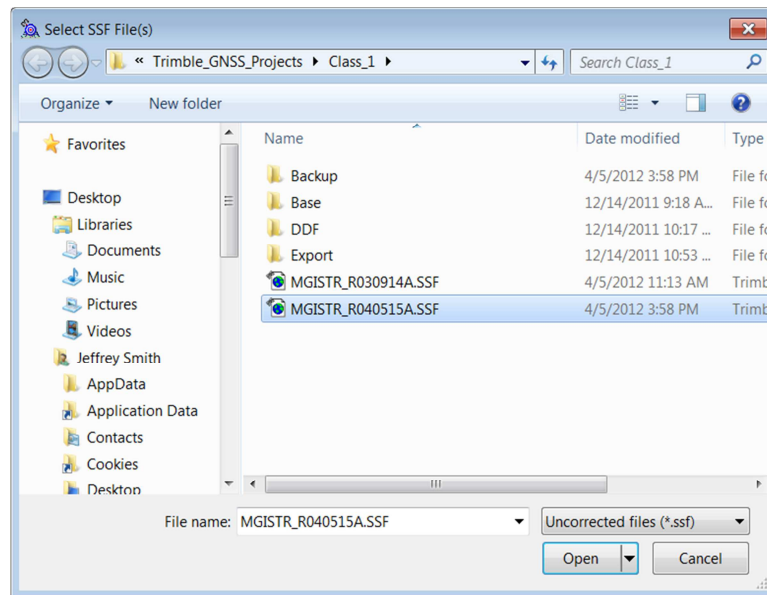 Select SSF File(s)
« Trimble_GNSS_Projects Class_1
Search Class_1
Organize New folder
Name Date modified Type
Favorites
Desktop
Libraries
Documents
Music
Pictures
Videos
Jeffrey Smith
AppData
Application Data
Contacts
Cookies
Desktop
Backup 4/5/2012 3:58 PM File fo
Base 12/14/2011 9:18 A... File fo
DDF 12/14/2011 10:17 ... File fo
Export 12/14/2011 10:53 ... File fo
MGISTR_R030914A.SSF 4/5/2012 11:13 AM Trimb
MGISTR_R040515A.SSF 4/5/2012 3:58 PM Trimb
File name: MGISTR_R040515A.SSF Uncorrected files (*.ssf)
Open Cancel